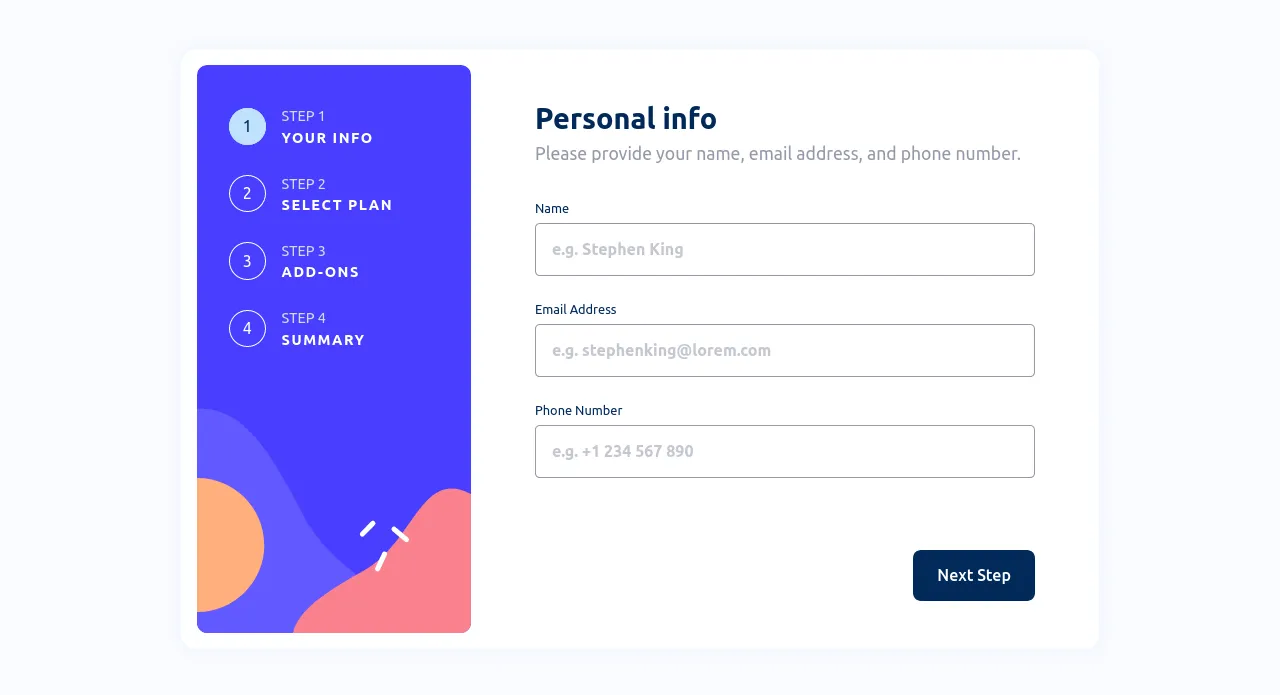 1
STEP 1
YOUR INFO
2
STEP 2
SELECT PLAN
3
STEP 3
ADD-ONS
4
STEP 4
SUMMARY
Personal info
Please provide your name, email address, and phone number.
Name
e.g. Stephen King
Email Address
e.g. stephenking@lorem.com
Phone Number
e.g. +1 234 567 890
Next Step